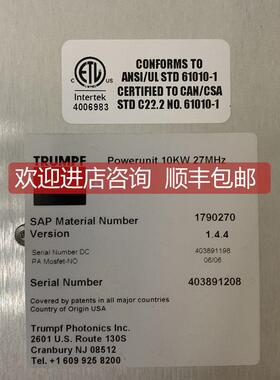 CONFORMS TO
ANSI/UL STD 61010-1
CERTIFIED TO CAN/CSA
STD C22.2 NO. 61010-1
C ETL US
LISTED
Intertek
4006983
TRUMPF
Powerunit 10KW 27MHz
欢迎进店咨询 顺丰包邮
SAP Material Number 1790270
Version 1.4.4
Serial Number DC 403891198
PA Mosfet-NO 06/06
Serial Number 403891208
Covered by patents in all major countries
Country of Origin USA
Trumpf Photonics Inc.
2601 U.S. Route 130S
Cranbury NJ 08512
Tel. +1 609 925 8200